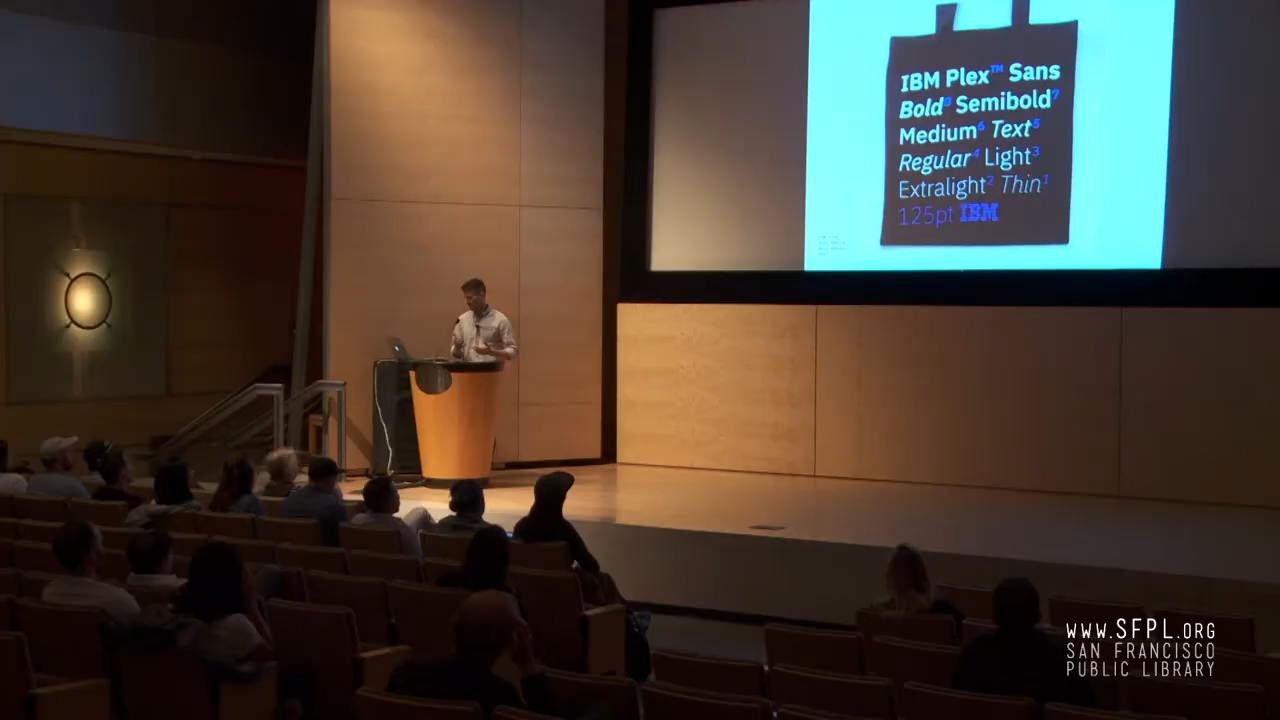 IBM Plex™ Sans
Bold⁸ Semibold⁷
Medium⁶ Text⁵
Regular⁴ Light³
Extralight² Thin¹
125pt IBM
www.SFPL.org
SAN FRANCISCO
PUBLIC LIBRARY